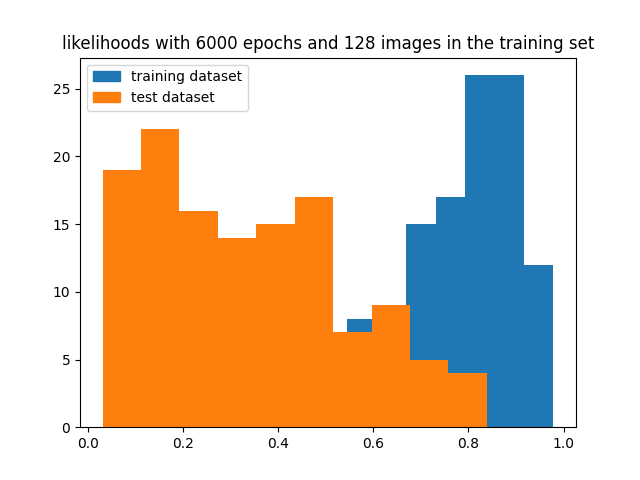 likelihoods with 6000 epochs and 128 images in the training set
training dataset
test dataset
25
20
15
10
5
0
0.0 0.2 0.4 0.6 0.8 1.0